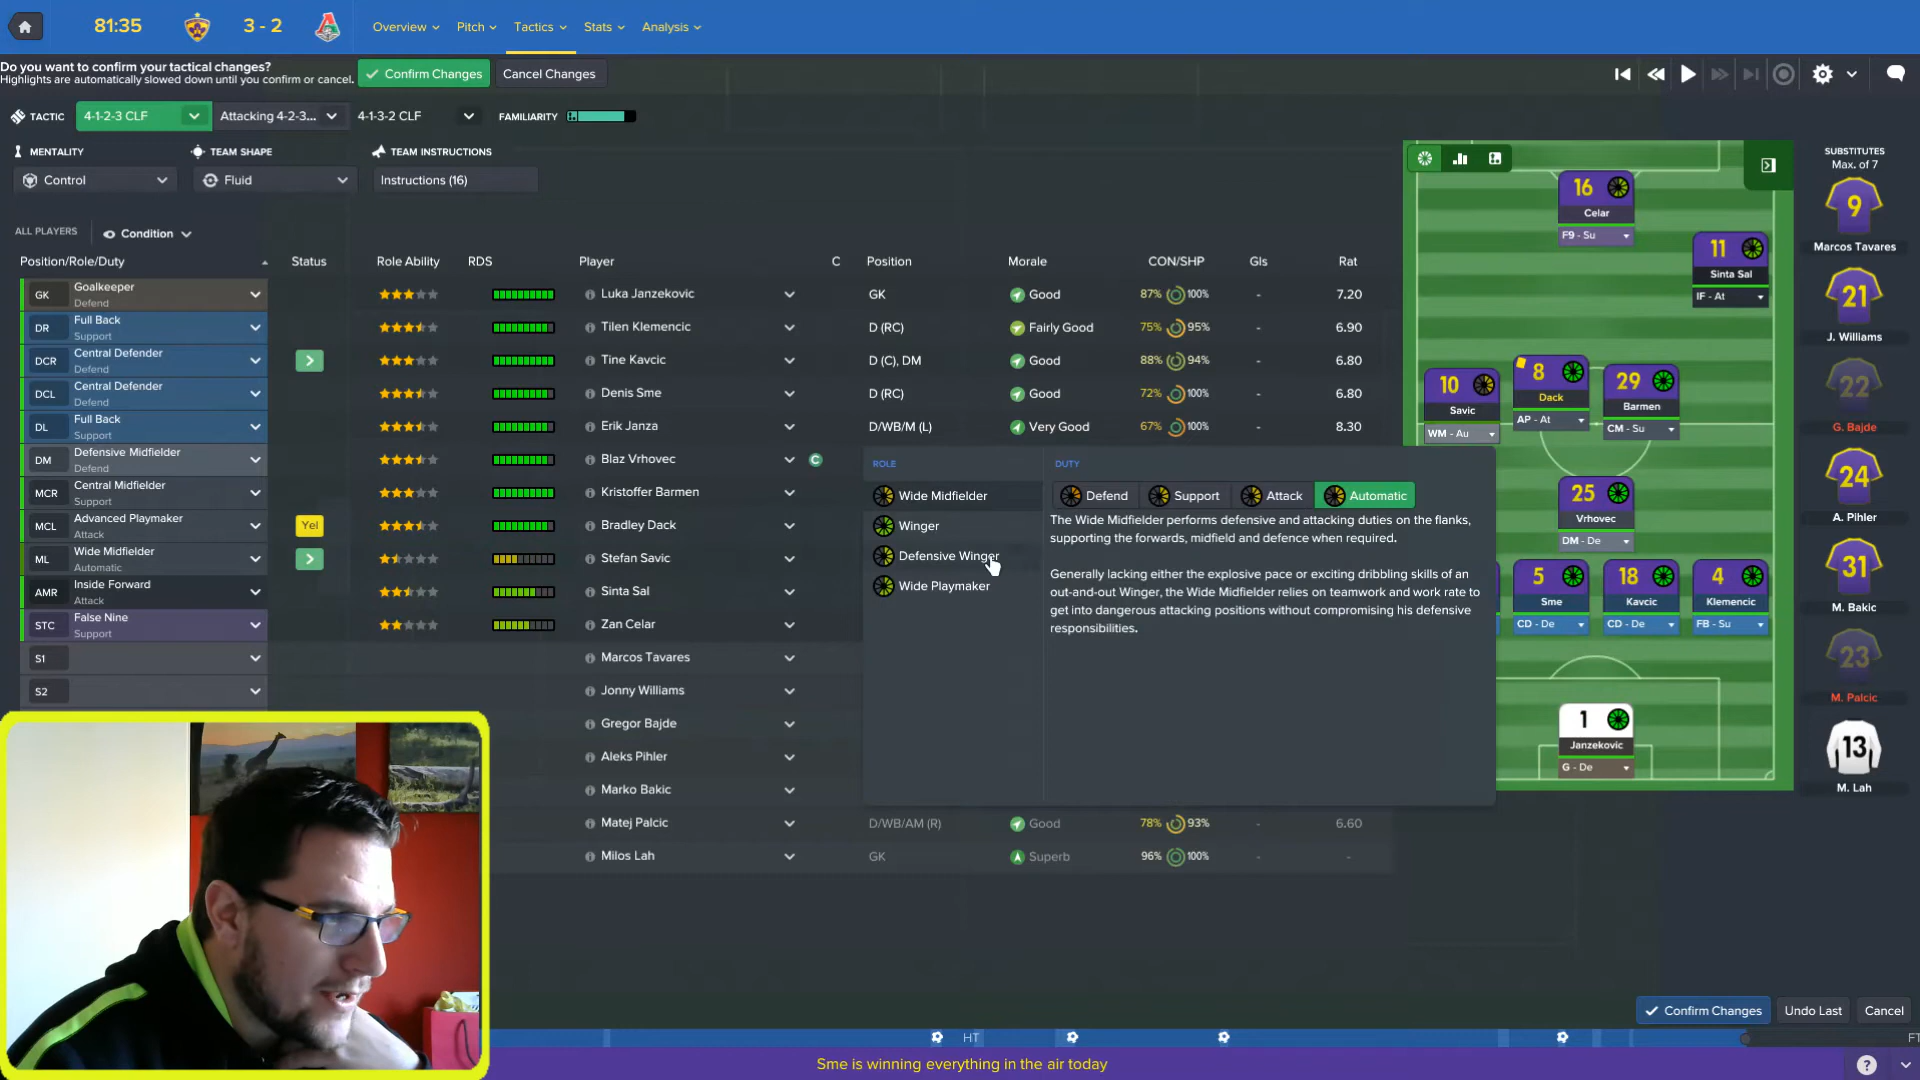 81:35
3 - 2
Overview
Pitch
Tactics
Stats
Analysis
Do you want to confirm your tactical changes?
Highlights are automatically slowed down until you confirm or cancel.
Confirm Changes
Cancel Changes
TACTIC
4-1-2-3 CLF
Attacking 4-2-3...
4-1-3-2 CLF
FAMILIARITY
MENTALITY
TEAM SHAPE
TEAM INSTRUCTIONS
Control
Fluid
Instructions (16)
ALL PLAYERS
Condition
Position/Role/Duty Status Role Ability RDS Player C Position Morale CON/SHP Gls Rat
GK Goalkeeper Defend Luka Janzekovic GK Good 87% 100% - 7.20
DR Full Back Support Tilen Klemencic D (RC) Fairly Good 75% 95% - 6.90
DCR Central Defender Defend Tine Kavcic D (C), DM Good 88% 94% - 6.80
DCL Central Defender Defend Denis Sme D (RC) Good 72% 100% - 6.80
DL Full Back Support Erik Janza D/WB/M (L) Very Good 67% 100% - 8.30
DM Defensive Midfielder Defend Blaz Vrhovec C
MCR Central Midfielder Support Kristoffer Barmen
MCL Advanced Playmaker Attack Yel Bradley Dack
ML Wide Midfielder Automatic Stefan Savic
AMR Inside Forward Attack Sinta Sal
STC False Nine Support Zan Celar
S1 Marcos Tavares
S2 Jonny Williams
Gregor Bajde
Aleks Pihler
Marko Bakic
Matej Palcic D/WB/AM (R) Good 78% 93% - 6.60
Milos Lah GK Superb 96% 100% - -
ROLE
Wide Midfielder
Winger
Defensive Winger
Wide Playmaker
DUTY
Defend
Support
Attack
Automatic
The Wide Midfielder performs defensive and attacking duties on the flanks,
supporting the forwards, midfield and defence when required.
Generally lacking either the explosive pace or exciting dribbling skills of an
out-and-out Winger, the Wide Midfielder relies on teamwork and work rate to
get into dangerous attacking positions without compromising his defensive
responsibilities.
16
Celar
F9 - Su
11
Sinta Sal
IF - At
10
Savic
WM - Au
8
Dack
AP - At
29
Barmen
CM - Su
25
Vrhovec
DM - De
5
Sme
CD - De
18
Kavcic
CD - De
4
Klemencic
FB - Su
1
Janzekovic
G - De
SUBSTITUTES
Max. of 7
9
Marcos Tavares
21
J. Williams
22
G. Bajde
24
A. Pihler
31
M. Bakic
23
M. Palcic
13
M. Lah
Confirm Changes
Undo Last
Cancel
HT
FT
Sme is winning everything in the air today
?